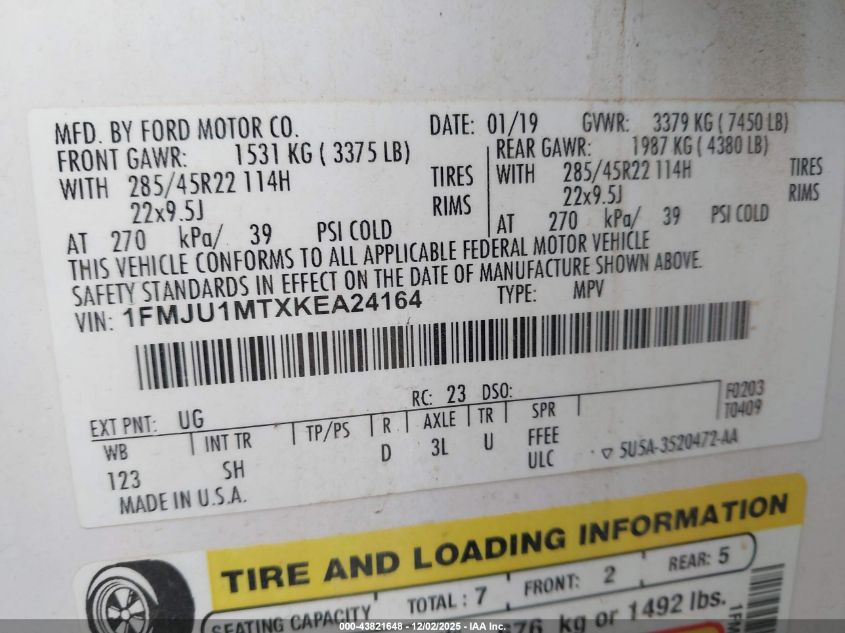 MFD. BY FORD MOTOR CO.
DATE: 01/19 GVWR: 3379 KG ( 7450 LB)
FRONT GAWR: 1531 KG ( 3375 LB)
WITH 285/45R22 114H TIRES
22x9.5J RIMS
AT 270 kPa/ 39 PSI COLD
REAR GAWR: 1987 KG ( 4380 LB)
WITH 285/45R22 114H TIRES
22x9.5J RIMS
AT 270 kPa/ 39 PSI COLD
THIS VEHICLE CONFORMS TO ALL APPLICABLE FEDERAL MOTOR VEHICLE
SAFETY STANDARDS IN EFFECT ON THE DATE OF MANUFACTURE SHOWN ABOVE.
VIN: 1FMJU1MTXKEA24164 TYPE: MPV
EXT PNT: UG RC: 23 DSO: F0203
T0409
WB INT TR TP/PS R AXLE TR SPR
123 SH D 3L U FFEE
ULC
5U5A-3520472-AA
MADE IN U.S.A.
TIRE AND LOADING INFORMATION
SEATING CAPACITY TOTAL : 7 FRONT: 2 REAR: 5
76 kg or 1492 lbs.
1FM
000-43821648 - 12/02/2025 - IAA Inc.